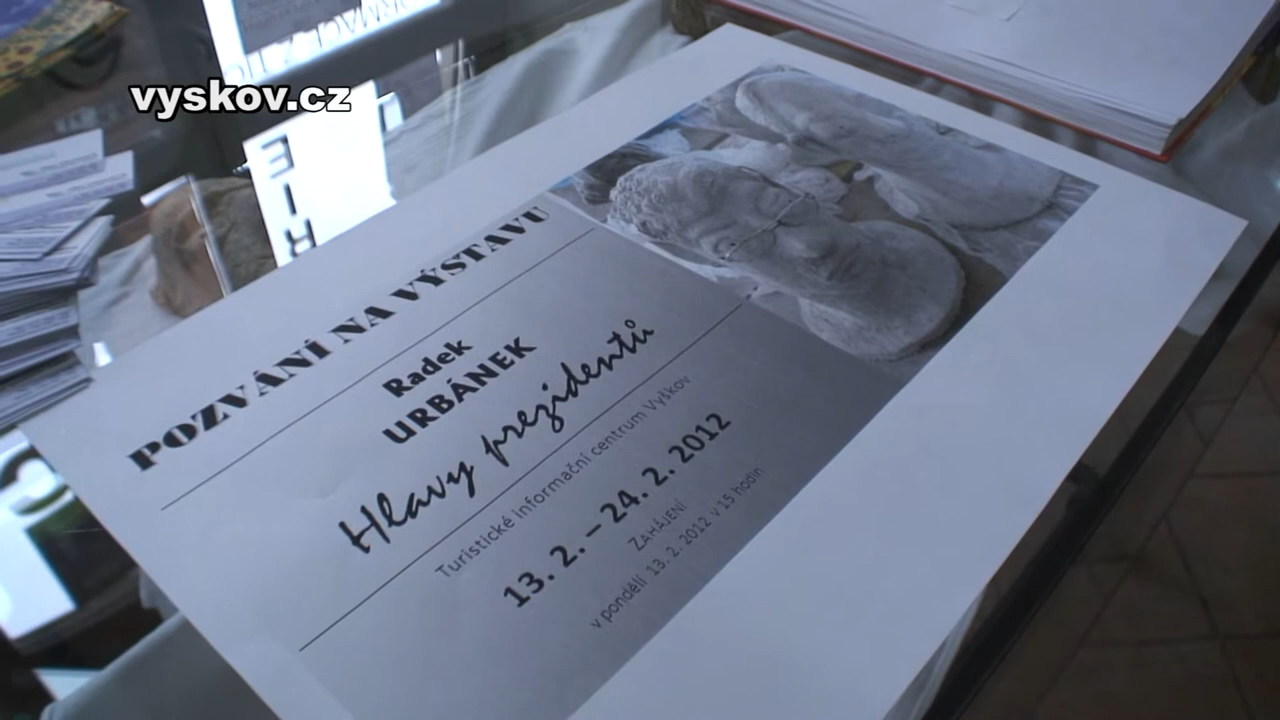 vyskov.cz
POZVÁNÍ NA VÝSTAVU
Radek
URBÁNEK
Hlavy prezidentů
Turistické informační centrum Vyškov
13. 2. – 24. 2. 2012
ZAHÁJENÍ
v pondělí 13. 2. 2012 v 15 hodin